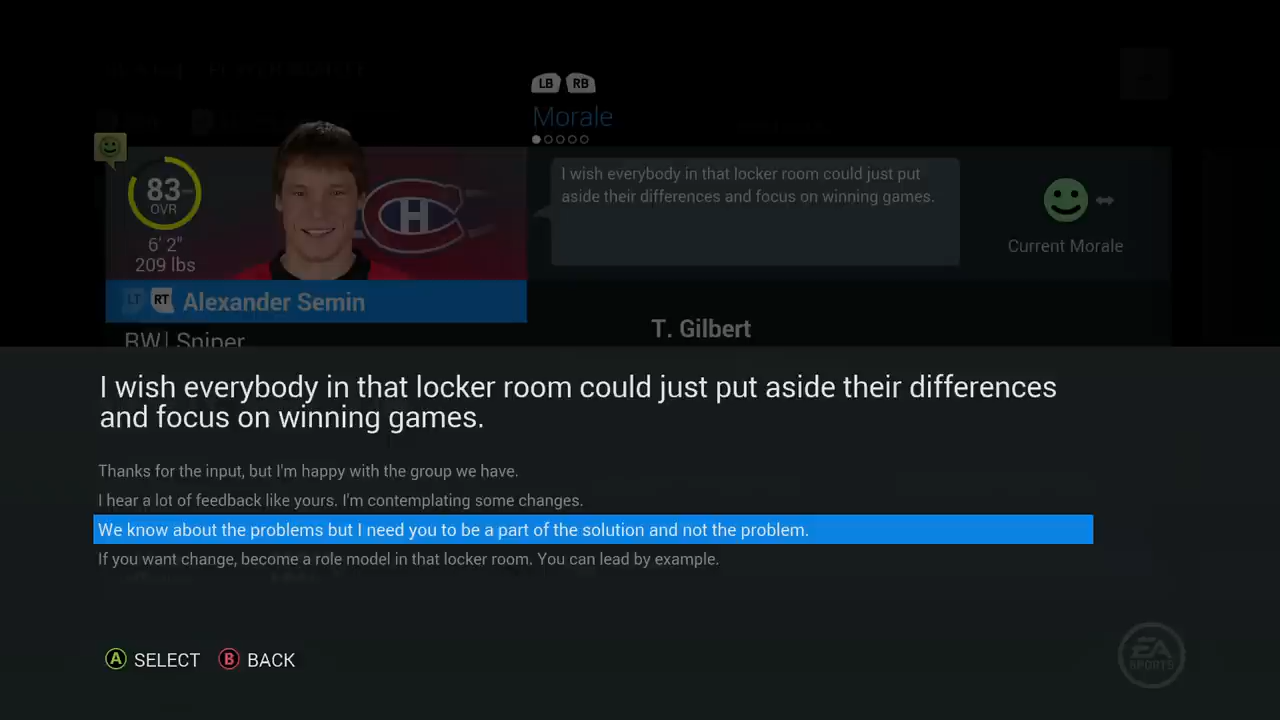 LB RB
Morale
83
OVR
6' 2"
209 lbs
I wish everybody in that locker room could just put
aside their differences and focus on winning games.
Current Morale
LT RT Alexander Semin
RW| Sniper
T. Gilbert
I wish everybody in that locker room could just put aside their differences
and focus on winning games.
Thanks for the input, but I'm happy with the group we have.
I hear a lot of feedback like yours. I'm contemplating some changes.
We know about the problems but I need you to be a part of the solution and not the problem.
If you want change, become a role model in that locker room. You can lead by example.
A SELECT B BACK
EA
SPORTS